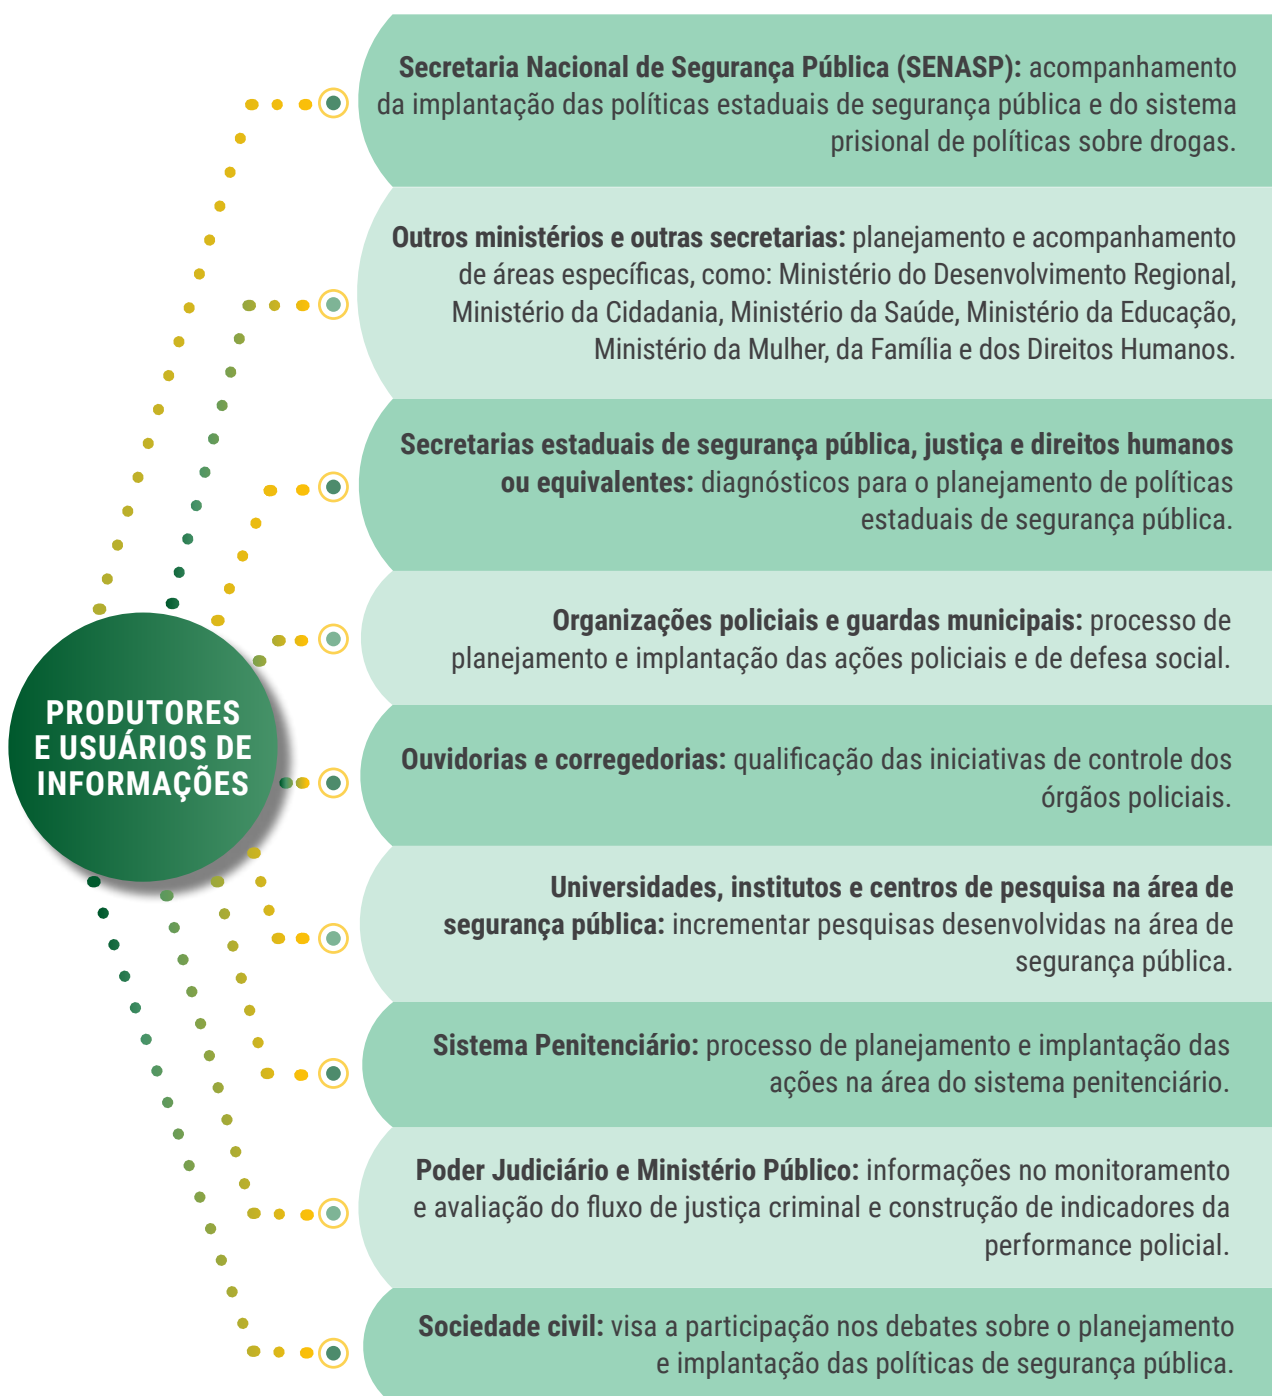 Secretaria Nacional de Segurança Pública (SENASP): acompanhamento
da implantação das políticas estaduais de segurança pública e do sistema
prisional de políticas sobre drogas.
Outros ministérios e outras secretarias: planejamento e acompanhamento
de áreas específicas, como: Ministério do Desenvolvimento Regional,
Ministério da Cidadania, Ministério da Saúde, Ministério da Educação,
Ministério da Mulher, da Família e dos Direitos Humanos.
Secretarias estaduais de segurança pública, justiça e direitos humanos
ou equivalentes: diagnósticos para o planejamento de políticas
estaduais de segurança pública.
Organizações policiais e guardas municipais: processo de
planejamento e implantação das ações policiais e de defesa social.
PRODUTORES
E USUÁRIOS DE
INFORMAÇÕES
Ouvidorias e corregedorias: qualificação das iniciativas de controle dos
órgãos policiais.
Universidades, institutos e centros de pesquisa na área de
segurança pública: incrementar pesquisas desenvolvidas na área de
segurança pública.
Sistema Penitenciário: processo de planejamento e implantação das
ações na área do sistema penitenciário.
Poder Judiciário e Ministério Público: informações no monitoramento
e avaliação do fluxo de justiça criminal e construção de indicadores da
performance policial.
Sociedade civil: visa a participação nos debates sobre o planejamento
e implantação das políticas de segurança pública.